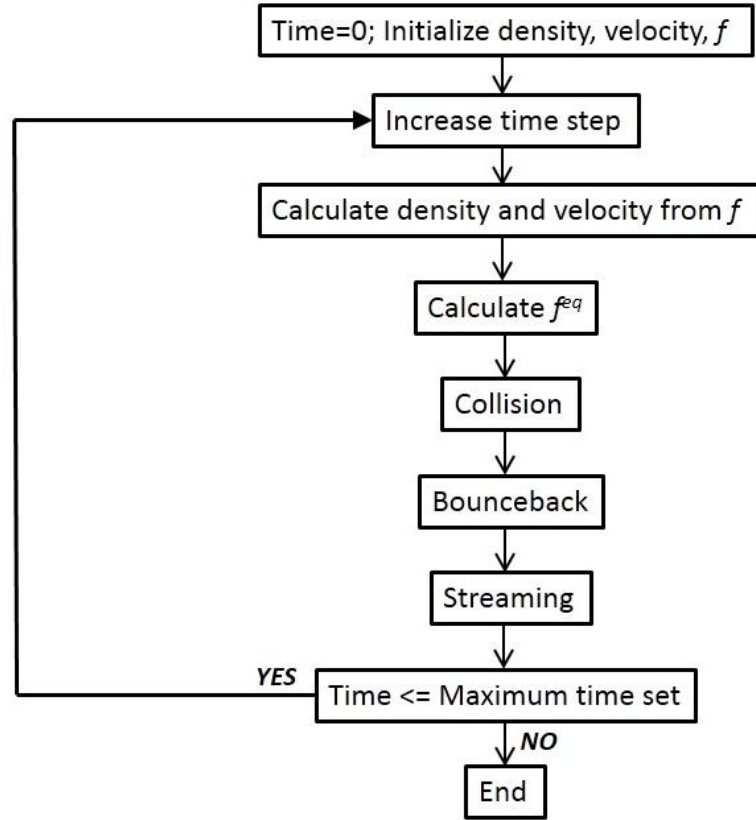 Time=0; Initialize density, velocity, f
Increase time step
Calculate density and velocity from f
Calculate f^eq
Collision
Bounceback
Streaming
YES
Time <= Maximum time set
NO
End